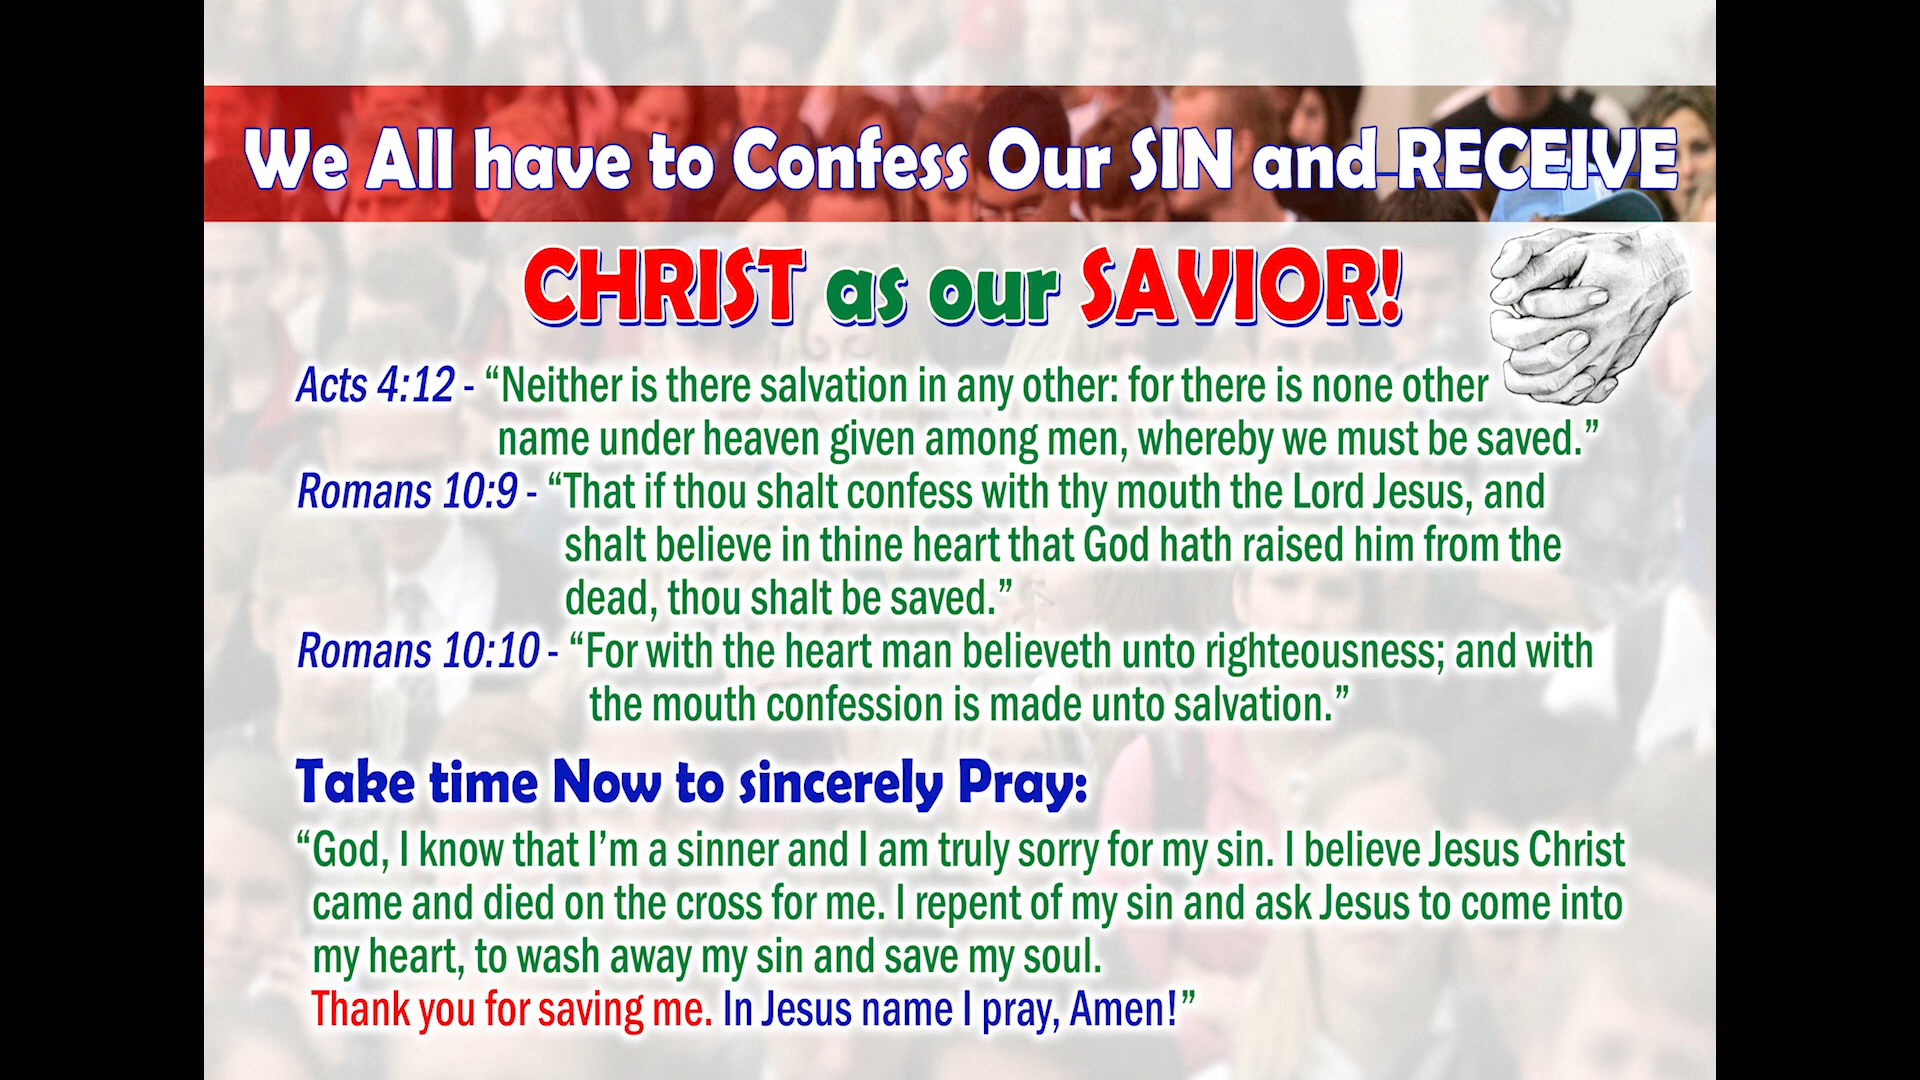 We All have to Confess Our SIN and RECEIVE
CHRIST as our SAVIOR!
Acts 4:12 - “Neither is there salvation in any other: for there is none other
name under heaven given among men, whereby we must be saved.”
Romans 10:9 - “That if thou shalt confess with thy mouth the Lord Jesus, and
shalt believe in thine heart that God hath raised him from the
dead, thou shalt be saved.”
Romans 10:10 - “For with the heart man believeth unto righteousness; and with
the mouth confession is made unto salvation.”
Take time Now to sincerely Pray:
“God, I know that I’m a sinner and I am truly sorry for my sin. I believe Jesus Christ
came and died on the cross for me. I repent of my sin and ask Jesus to come into
my heart, to wash away my sin and save my soul.
Thank you for saving me. In Jesus name I pray, Amen!”